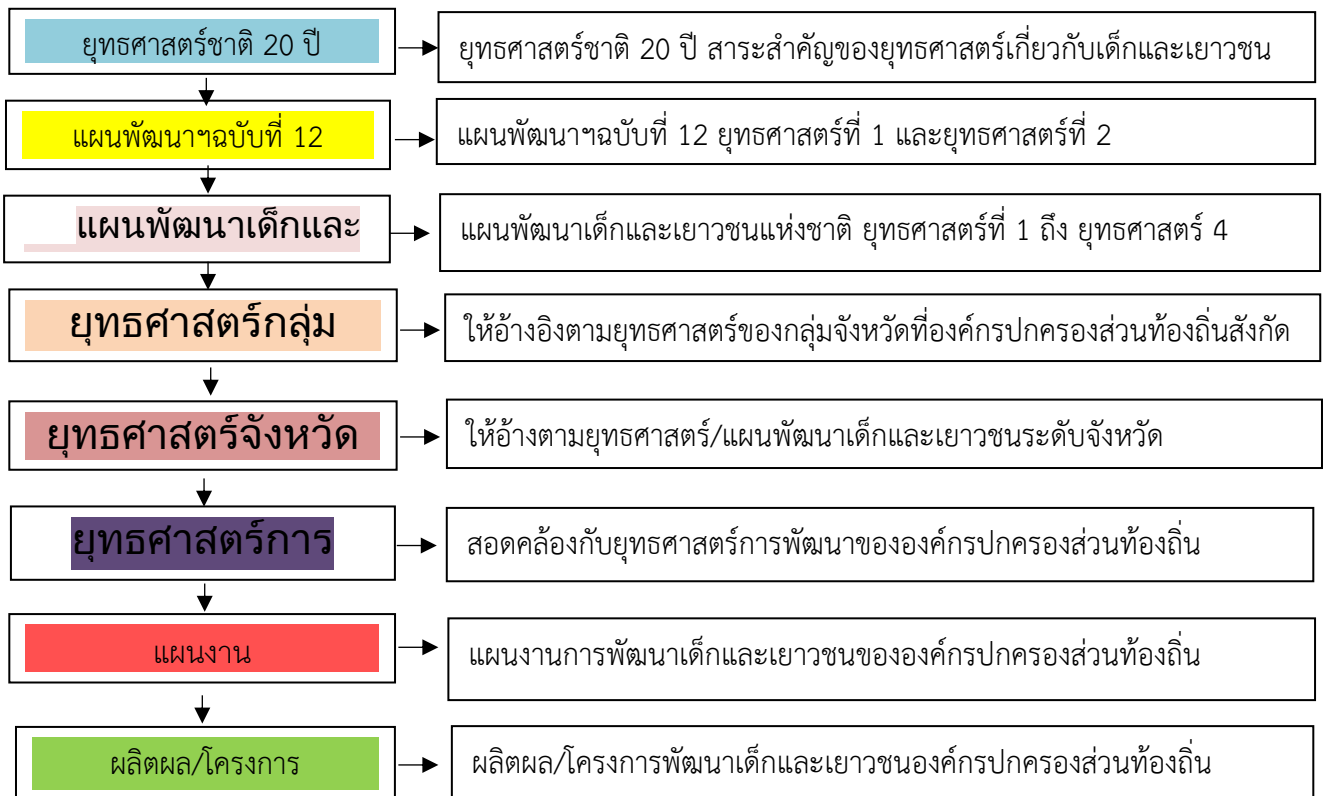 ยุทธศาสตร์ชาติ 20 ปี
ยุทธศาสตร์ชาติ 20 ปี สาระสำคัญของยุทธศาสตร์เกี่ยวกับเด็กและเยาวชน
แผนพัฒนาฯฉบับที่ 12
แผนพัฒนาฯฉบับที่ 12 ยุทธศาสตร์ที่ 1 และยุทธศาสตร์ที่ 2
แผนพัฒนาเด็กและ
แผนพัฒนาเด็กและเยาวชนแห่งชาติ ยุทธศาสตร์ที่ 1 ถึง ยุทธศาสตร์ 4
ยุทธศาสตร์กลุ่ม
ให้อ้างอิงตามยุทธศาสตร์ของกลุ่มจังหวัดที่องค์กรปกครองส่วนท้องถิ่นสังกัด
ยุทธศาสตร์จังหวัด
ให้อ้างตามยุทธศาสตร์/แผนพัฒนาเด็กและเยาวชนระดับจังหวัด
ยุทธศาสตร์การ
สอดคล้องกับยุทธศาสตร์การพัฒนาขององค์กรปกครองส่วนท้องถิ่น
แผนงาน
แผนงานการพัฒนาเด็กและเยาวชนขององค์กรปกครองส่วนท้องถิ่น
ผลิตผล/โครงการ
ผลิตผล/โครงการพัฒนาเด็กและเยาวชนองค์กรปกครองส่วนท้องถิ่น